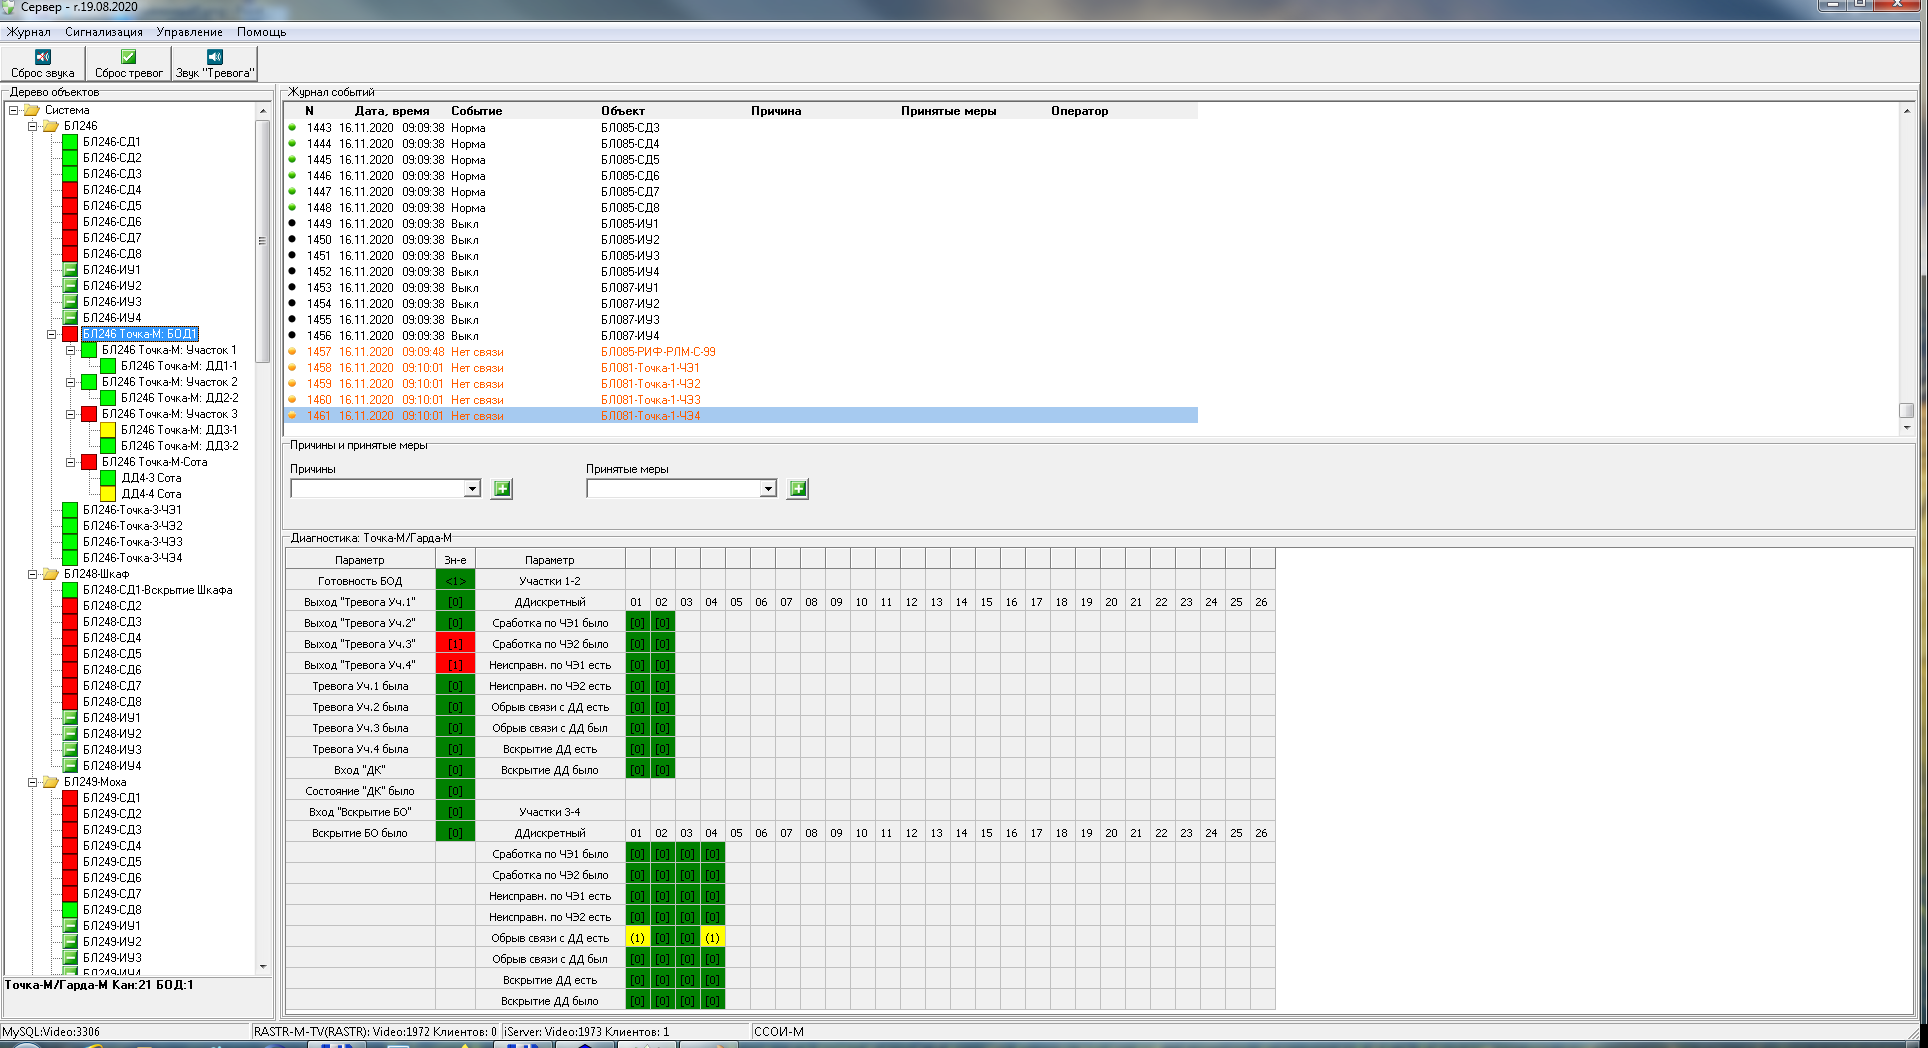 Сервер - г.19.08.2020
Журнал Сигнализация Управление Помощь
Сброс звука Сброс тревог Звук "Тревога"
Дерево объектов
Система
БЛ246
БЛ246-СД1
БЛ246-СД2
БЛ246-СД3
БЛ246-СД4
БЛ246-СД5
БЛ246-СД6
БЛ246-СД7
БЛ246-СД8
БЛ246-ИУ1
БЛ246-ИУ2
БЛ246-ИУ3
БЛ246-ИУ4
БЛ246 Точка-М: БОД1
БЛ246 Точка-М: Участок 1
БЛ246 Точка-М: ДД1-1
БЛ246 Точка-М: Участок 2
БЛ246 Точка-М: ДД2-2
БЛ246 Точка-М: Участок 3
БЛ246 Точка-М: ДД3-1
БЛ246 Точка-М: ДД3-2
БЛ246 Точка-М-Сота
ДД4-3 Сота
ДД4-4 Сота
БЛ246-Точка-3-ЧЭ1
БЛ246-Точка-3-ЧЭ2
БЛ246-Точка-3-ЧЭ3
БЛ246-Точка-3-ЧЭ4
БЛ248-Шкаф
БЛ248-СД1-Вскрытие Шкафа
БЛ248-СД2
БЛ248-СД3
БЛ248-СД4
БЛ248-СД5
БЛ248-СД6
БЛ248-СД7
БЛ248-СД8
БЛ248-ИУ1
БЛ248-ИУ2
БЛ248-ИУ3
БЛ248-ИУ4
БЛ249-Моха
БЛ249-СД1
БЛ249-СД2
БЛ249-СД3
БЛ249-СД4
БЛ249-СД5
БЛ249-СД6
БЛ249-СД7
БЛ249-СД8
БЛ249-ИУ1
БЛ249-ИУ2
БЛ249-ИУ3
БЛ249-ИУ4
Точка-М/Гарда-М Кан:21 БОД:1
Журнал событий
N Дата, время Событие Объект Причина Принятые меры Оператор
1443 16.11.2020 09:09:38 Норма БЛ085-СД3
1444 16.11.2020 09:09:38 Норма БЛ085-СД4
1445 16.11.2020 09:09:38 Норма БЛ085-СД5
1446 16.11.2020 09:09:38 Норма БЛ085-СД6
1447 16.11.2020 09:09:38 Норма БЛ085-СД7
1448 16.11.2020 09:09:38 Норма БЛ085-СД8
1449 16.11.2020 09:09:38 Выкл БЛ085-ИУ1
1450 16.11.2020 09:09:38 Выкл БЛ085-ИУ2
1451 16.11.2020 09:09:38 Выкл БЛ085-ИУ3
1452 16.11.2020 09:09:38 Выкл БЛ085-ИУ4
1453 16.11.2020 09:09:38 Выкл БЛ087-ИУ1
1454 16.11.2020 09:09:38 Выкл БЛ087-ИУ2
1455 16.11.2020 09:09:38 Выкл БЛ087-ИУ3
1456 16.11.2020 09:09:38 Выкл БЛ087-ИУ4
1457 16.11.2020 09:09:48 Нет связи БЛ085-РИФ-РЛМ-С-99
1458 16.11.2020 09:10:01 Нет связи БЛ081-Точка-1-ЧЭ1
1459 16.11.2020 09:10:01 Нет связи БЛ081-Точка-1-ЧЭ2
1460 16.11.2020 09:10:01 Нет связи БЛ081-Точка-1-ЧЭ3
1461 16.11.2020 09:10:01 Нет связи БЛ081-Точка-1-ЧЭ4
Причины и принятые меры
Причины Принятые меры
Диагностика: Точка-М/Гарда-М
Параметр Зн-е Параметр
Готовность БОД <1> Участки 1-2
Выход "Тревога Уч.1" [0] ДДискретный 01 02 03 04 05 06 07 08 09 10 11 12 13 14 15 16 17 18 19 20 21 22 23 24 25 26
Выход "Тревога Уч.2" [0] Сработка по ЧЭ1 было [0] [0]
Выход "Тревога Уч.3" [1] Сработка по ЧЭ2 было [0] [0]
Выход "Тревога Уч.4" [1] Неисправн. по ЧЭ1 есть [0] [0]
Тревога Уч.1 была [0] Неисправн. по ЧЭ2 есть [0] [0]
Тревога Уч.2 была [0] Обрыв связи с ДД есть [0] [0]
Тревога Уч.3 была [0] Обрыв связи с ДД был [0] [0]
Тревога Уч.4 была [0] Вскрытие ДД есть [0] [0]
Вход "ДК" [0] Вскрытие ДД было [0] [0]
Состояние "ДК" было [0]
Вход "Вскрытие БО" [0] Участки 3-4
Вскрытие БО было [0] ДДискретный 01 02 03 04 05 06 07 08 09 10 11 12 13 14 15 16 17 18 19 20 21 22 23 24 25 26
Сработка по ЧЭ1 было [0] [0] [0] [0]
Сработка по ЧЭ2 было [0] [0] [0] [0]
Неисправн. по ЧЭ1 есть [0] [0] [0] [0]
Неисправн. по ЧЭ2 есть [0] [0] [0] [0]
Обрыв связи с ДД есть (1) [0] [0] (1)
Обрыв связи с ДД был [0] [0] [0] [0]
Вскрытие ДД есть [0] [0] [0] [0]
Вскрытие ДД было [0] [0] [0] [0]
MySQL:Video:3306 RASTR-M-TV(RASTR): Video:1972 Клиентов: 0 iServer: Video:1973 Клиентов: 1 ССОИ-М